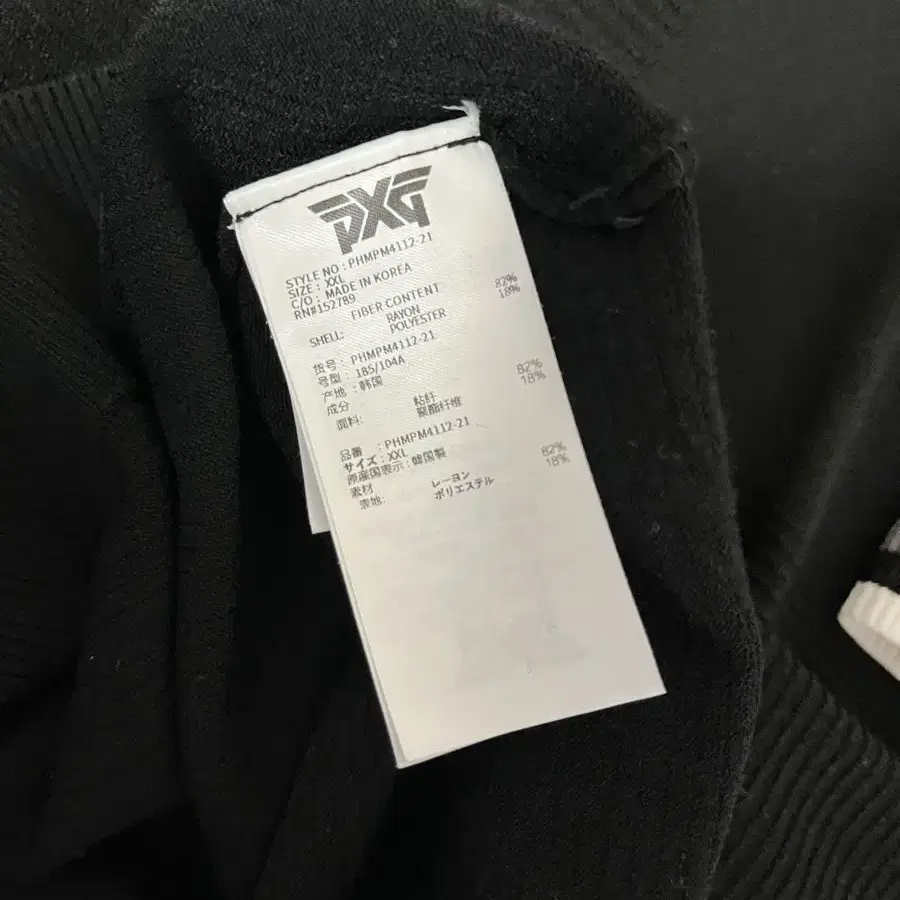 PXG
STYLE NO : PHMPM4112-21
SIZE : XXL
C/O : MADE IN KOREA
RN#152789
FIBER CONTENT
SHELL: RAYON 82%
POLYESTER 18%
货号 : PHMPM4112-21
号型 : 185/104A
产地 : 韩国
成分
面料: 粘纤 82%
聚酯纤维 18%
品番 : PHMPM4112-21
サイズ : XXL
原産国表示 : 韓国製
素材
表地: レーヨン 82%
ポリエステル 18%